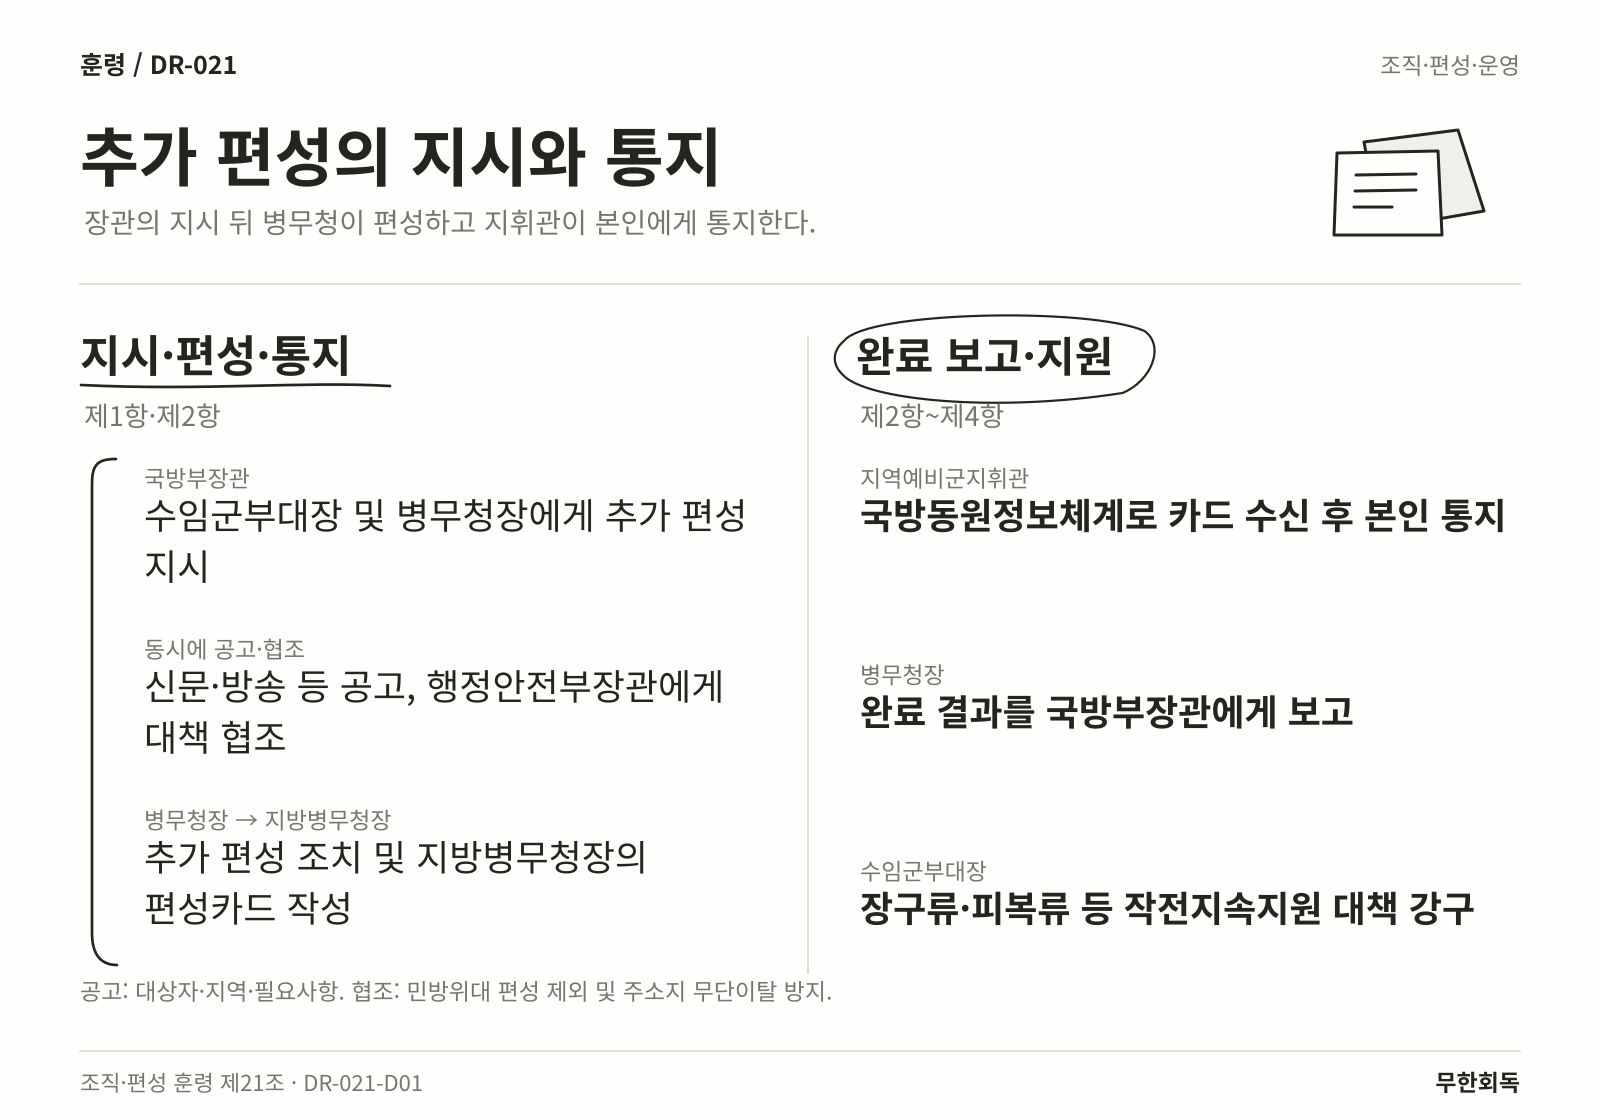 훈령 / DR-021
조직·편성·운영
추가 편성의 지시와 통지
장관의 지시 뒤 병무청이 편성하고 지휘관이 본인에게 통지한다.
지시·편성·통지
제1항·제2항
국방부장관
수임군부대장 및 병무청장에게 추가 편성
지시
동시에 공고·협조
신문·방송 등 공고, 행정안전부장관에게
대책 협조
병무청장 → 지방병무청장
추가 편성 조치 및 지방병무청장의
편성카드 작성
완료 보고·지원
제2항~제4항
지역예비군지휘관
국방동원정보체계로 카드 수신 후 본인 통지
병무청장
완료 결과를 국방부장관에게 보고
수임군부대장
장구류·피복류 등 작전지속지원 대책 강구
공고: 대상자·지역·필요사항. 협조: 민방위대 편성 제외 및 주소지 무단이탈 방지.
조직·편성 훈령 제21조 · DR-021-D01
무한회독